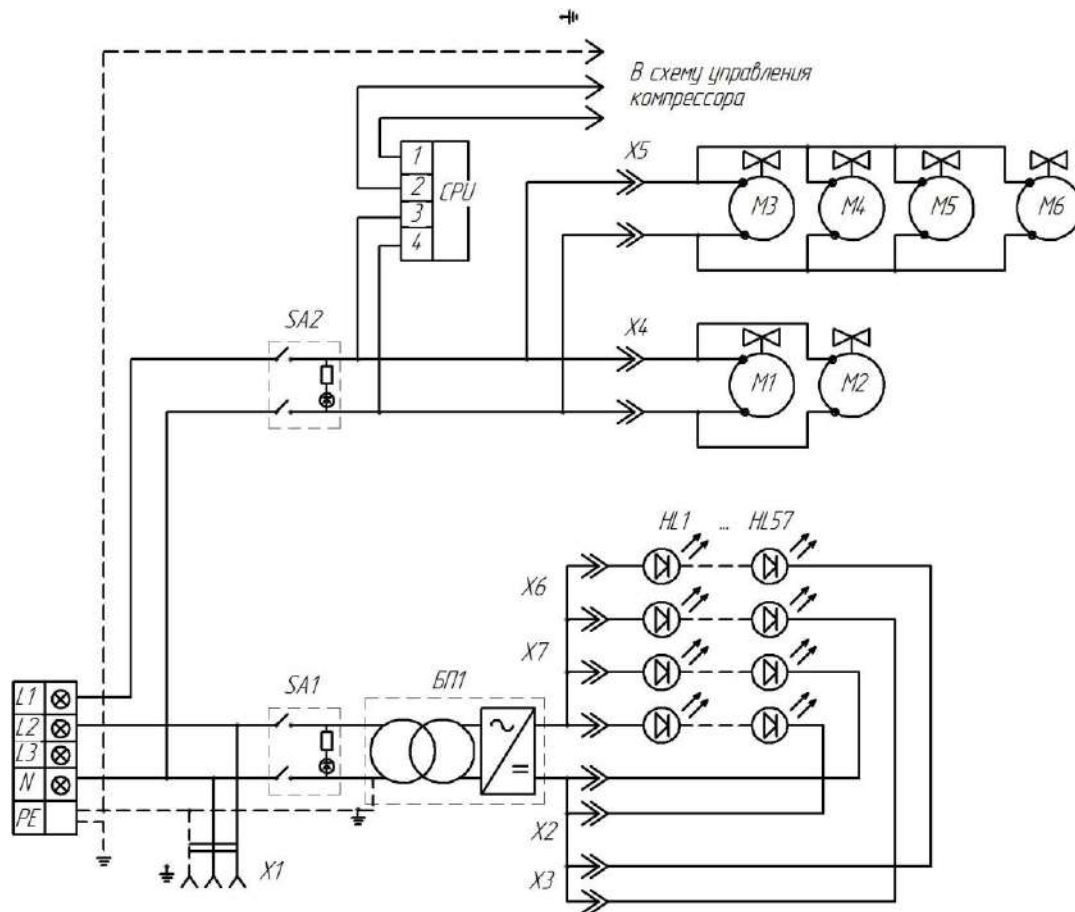 В схему управления
компрессора
X5
1
2
3
4
CPU
M3
M4
M5
M6
SA2
X4
M1
M2
HL1 ... HL57
X6
X7
SA1
БП1
L1
L2
L3
N
PE
X1
X2
X3